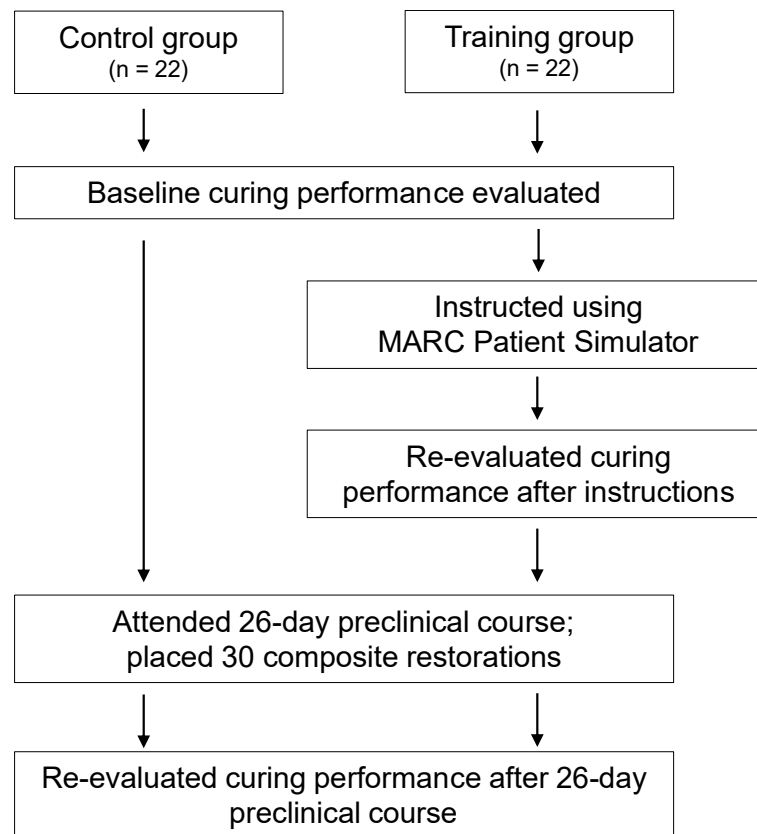 Control group
(n = 22)
Training group
(n = 22)
Baseline curing performance evaluated
Instructed using
MARC Patient Simulator
Re-evaluated curing
performance after instructions
Attended 26-day preclinical course;
placed 30 composite restorations
Re-evaluated curing performance after 26-day
preclinical course